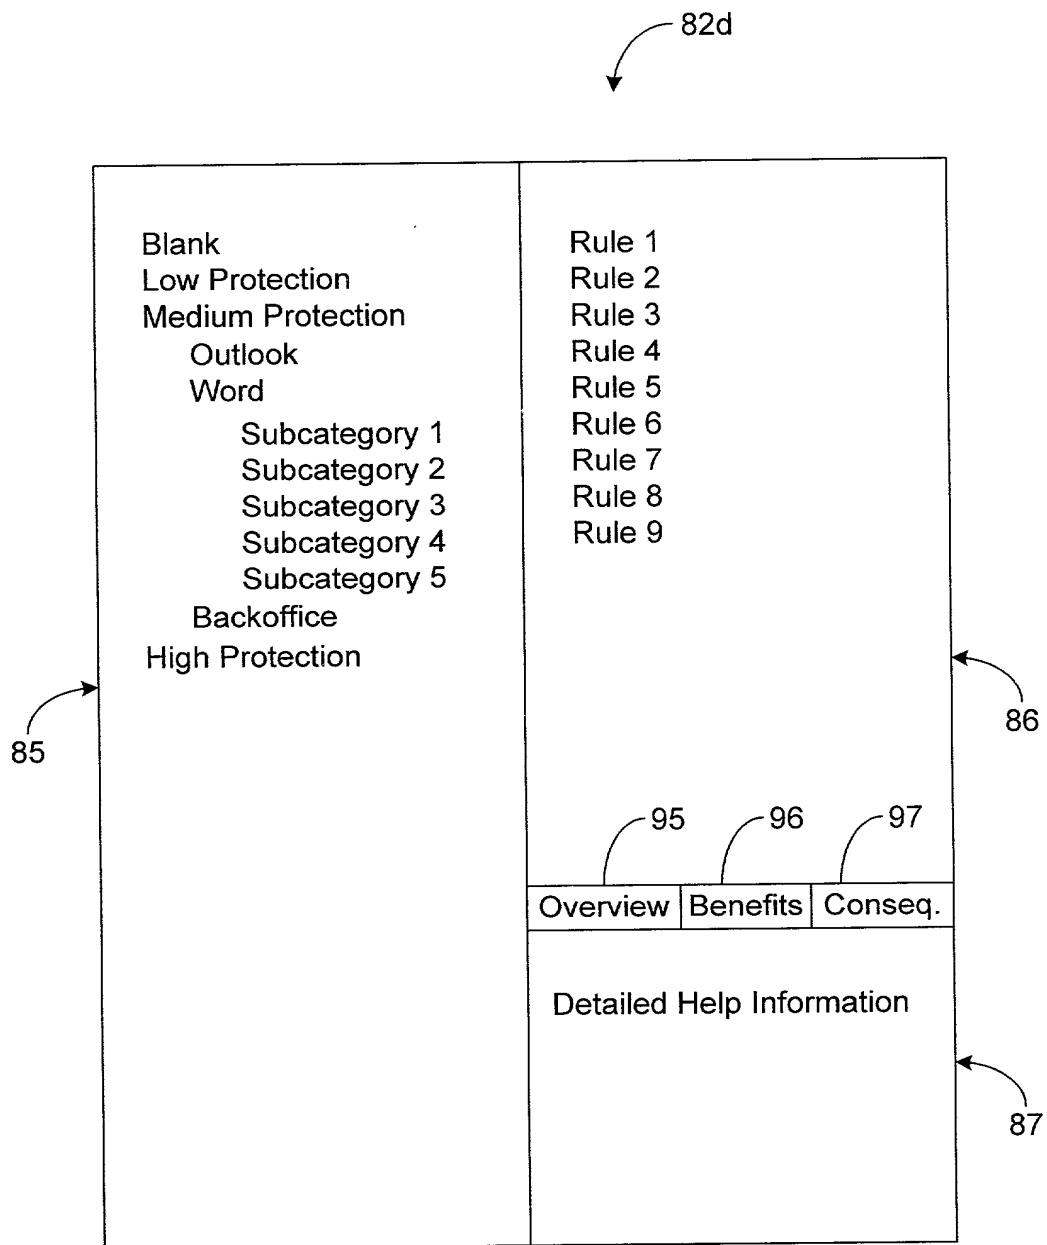 82d
Blank
Low Protection
Medium Protection
Outlook
Word
Subcategory 1
Subcategory 2
Subcategory 3
Subcategory 4
Subcategory 5
Backoffice
High Protection
85
Rule 1
Rule 2
Rule 3
Rule 4
Rule 5
Rule 6
Rule 7
Rule 8
Rule 9
86
95
96
97
Overview
Benefits
Conseq.
Detailed Help Information
87